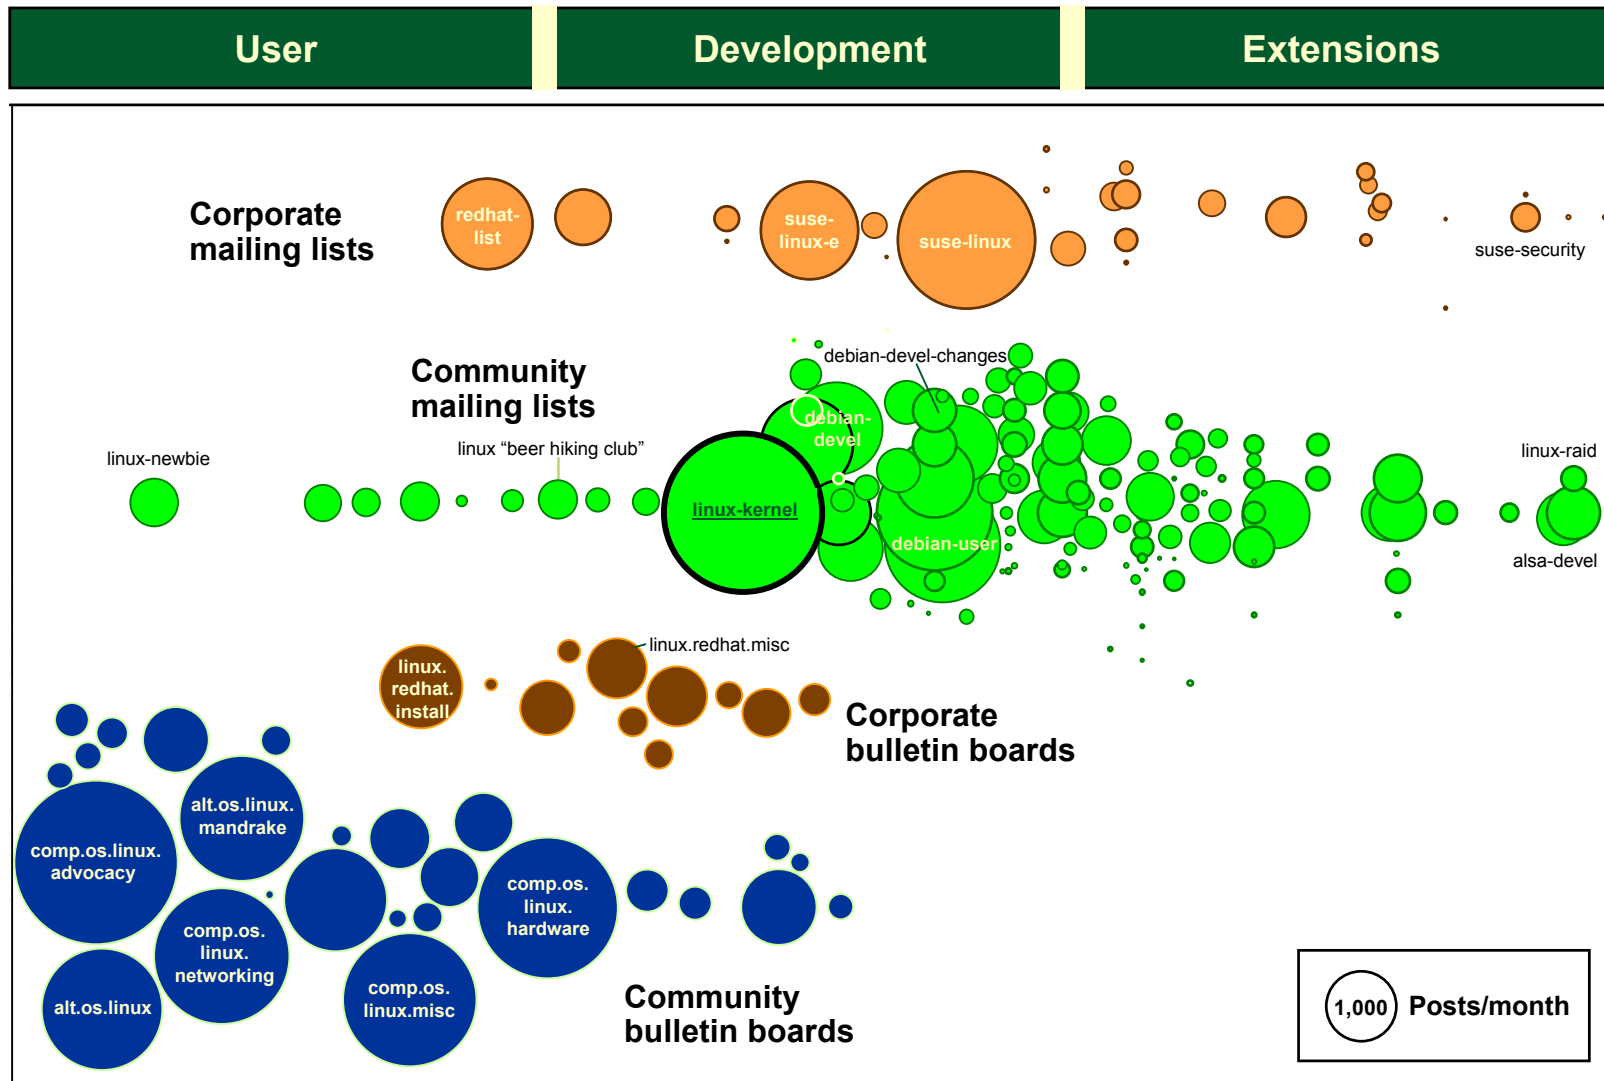 User
Development
Extensions
Corporate
mailing lists
redhat-
list
suse-
linux-e
suse-linux
suse-security
Community
mailing lists
debian-devel-changes
debian-
devel
linux-newbie
linux “beer hiking club”
linux-kernel
debian-user
linux-raid
alsa-devel
linux.
redhat.
install
linux.redhat.misc
Corporate
bulletin boards
alt.os.linux.
mandrake
comp.os.linux.
advocacy
comp.os.
linux.
networking
comp.os.
linux.
hardware
alt.os.linux
comp.os.
linux.misc
Community
bulletin boards
1,000
Posts/month